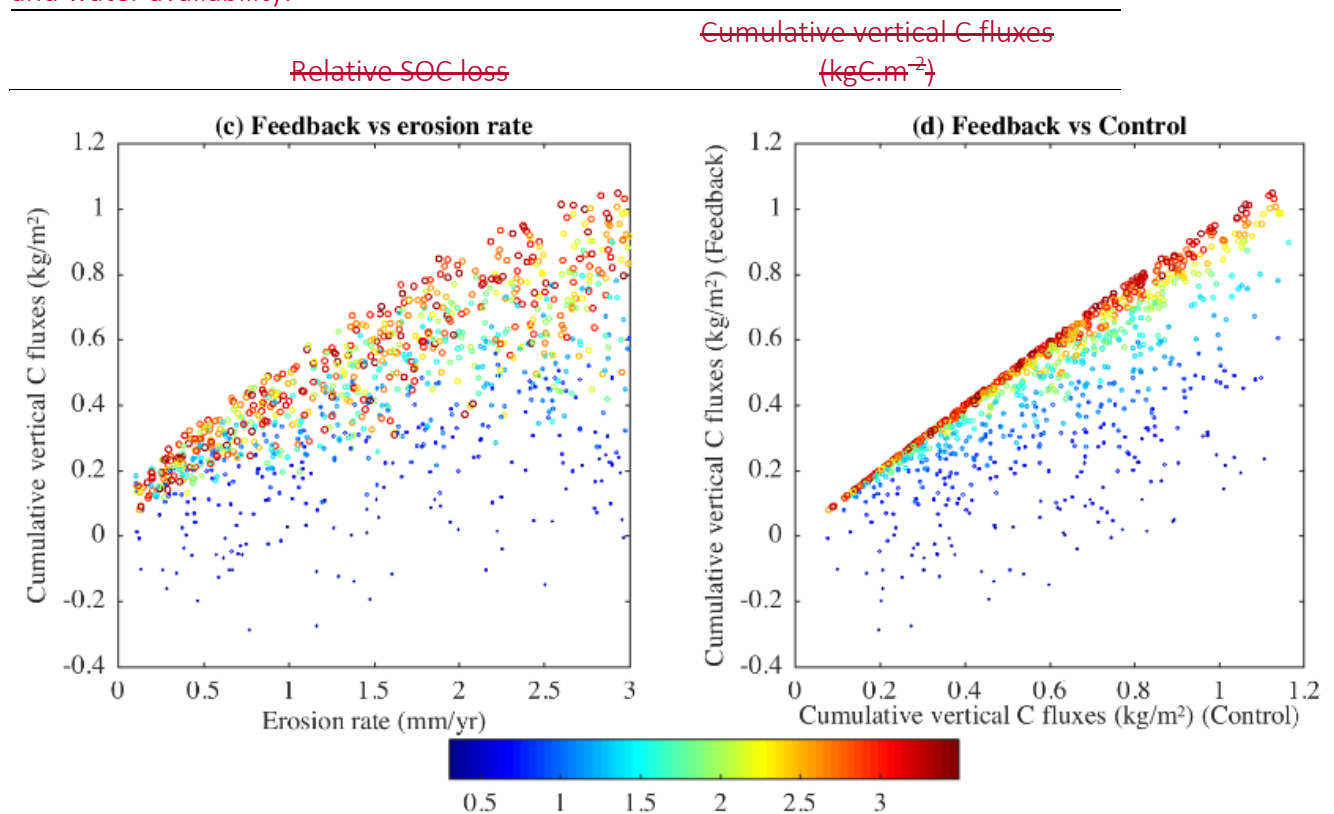 and water availability.
Cumulative vertical C fluxes
Relative SOC loss
(kgC.m-2)
(c) Feedback vs erosion rate
(d) Feedback vs Control
Cumulative vertical C fluxes (kg/m²)
1.2
1
0.8
0.6
0.4
0.2
0
-0.2
-0.4
0 0.5 1 1.5 2 2.5 3
Erosion rate (mm/yr)
Cumulative vertical C fluxes (kg/m²) (Feedback)
1.2
1
0.8
0.6
0.4
0.2
0
-0.2
-0.4
0 0.2 0.4 0.6 0.8 1 1.2
Cumulative vertical C fluxes (kg/m²) (Control)
0.5 1 1.5 2 2.5 3